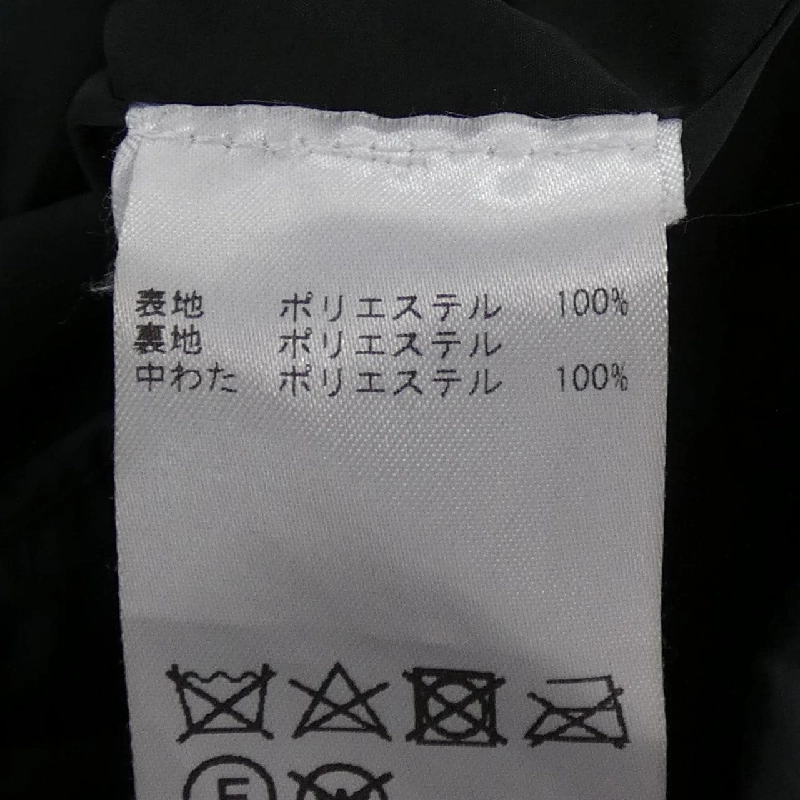 表地 ポリエステル 100%
裏地 ポリエステル
中わた ポリエステル 100%
F